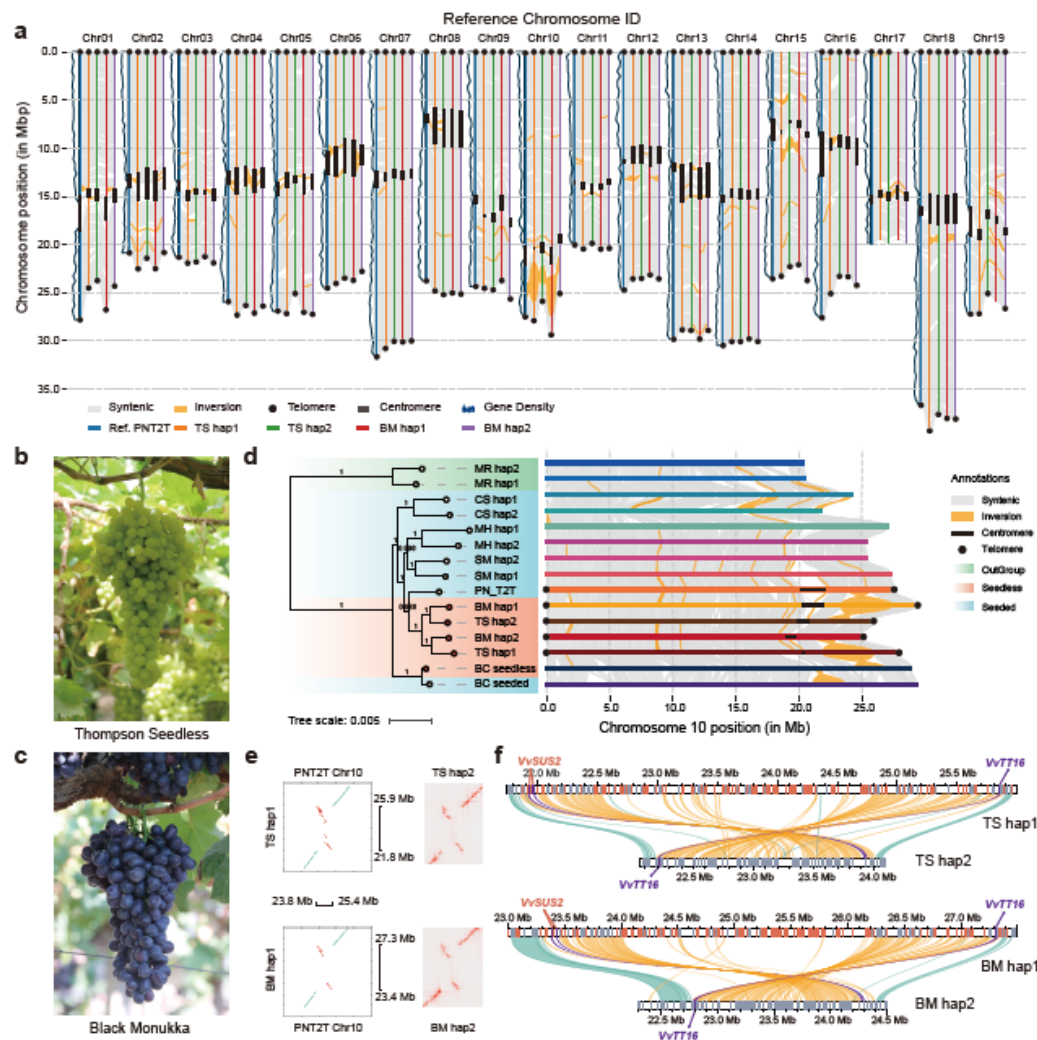 Reference Chromosome ID
a
Chr01 Chr02 Chr03 Chr04 Chr05 Chr06 Chr07 Chr08 Chr09 Chr10 Chr11 Chr12 Chr13 Chr14 Chr15 Chr16 Chr17 Chr18 Chr19
Chromosome position (in Mbp)
0.0
5.0
10.0
15.0
20.0
25.0
30.0
35.0
Syntenic Inversion Telomere Centromere Gene Density
Ref. PNT2T TS hap1 TS hap2 BM hap1 BM hap2
b
Thompson Seedless
c
Black Monukka
d
MR hap2
MR hap1
CS hap1
CS hap2
MH hap1
MH hap2
SM hap2
SM hap1
PN_T2T
BM hap1
TS hap2
BM hap2
TS hap1
BC seedless
BC seeded
1 1 1 1 1 1 1 1 1
Tree scale: 0.005
0.0 5.0 10.0 15.0 20.0 25.0
Chromosome 10 position (in Mb)
Annotations
Syntenic
Inversion
Centromere
Telomere
OutGroup
Seedless
Seeded
e
PNT2T Chr10 TS hap2
TS hap1
25.9 Mb
21.8 Mb
23.8 Mb 25.4 Mb
BM hap1
27.3 Mb
23.4 Mb
PNT2T Chr10 BM hap2
f
VvSUS2 VvTT16
22.0 Mb 22.5 Mb 23.0 Mb 23.5 Mb 24.0 Mb 24.5 Mb 25.0 Mb 25.5 Mb
TS hap1
TS hap2
VvTT16
22.5 Mb 23.0 Mb 23.5 Mb 24.0 Mb
VvSUS2 VvTT16
23.0 Mb 23.5 Mb 24.0 Mb 24.5 Mb 25.0 Mb 25.5 Mb 26.0 Mb 26.5 Mb 27.0 Mb
BM hap1
BM hap2
22.5 Mb 23.0 Mb 23.5 Mb 24.0 Mb 24.5 Mb
VvTT16